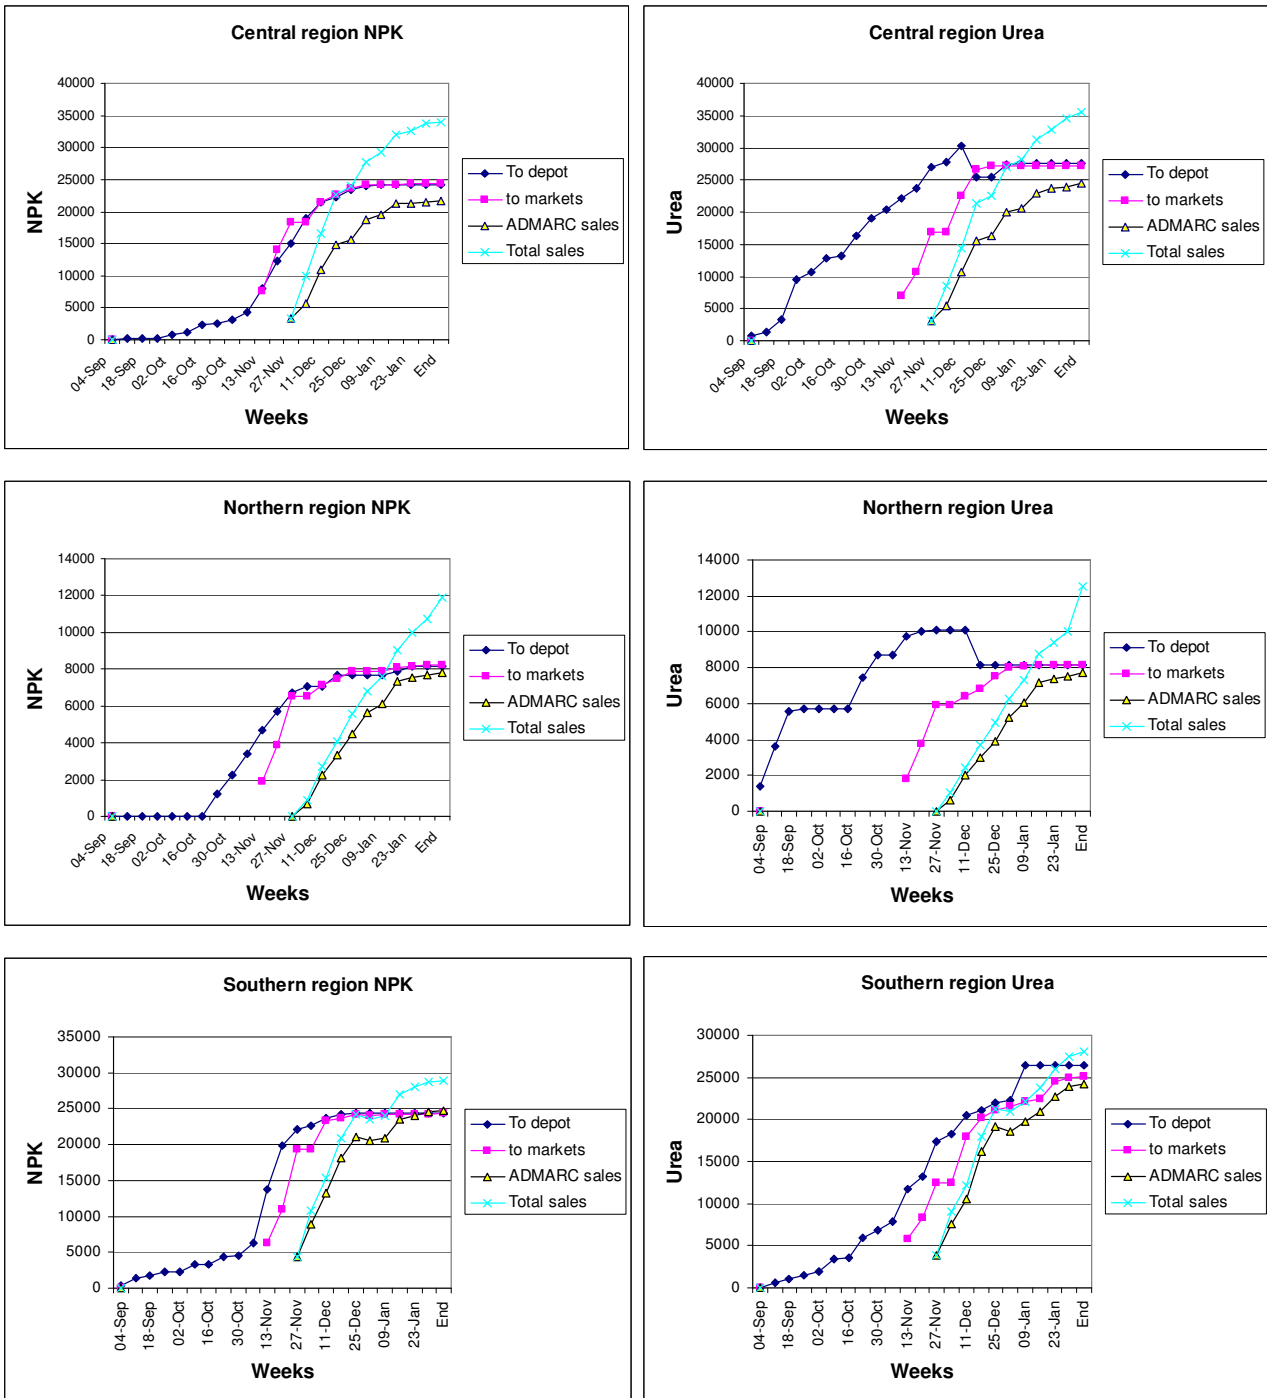 Central region NPK
40000
35000
30000
25000
20000
15000
10000
5000
0
NPK
04-Sep
18-Sep
02-Oct
16-Oct
30-Oct
13-Nov
27-Nov
11-Dec
25-Dec
09-Jan
23-Jan
End
Weeks
To depot
to markets
ADMARC sales
Total sales
Central region Urea
40000
35000
30000
25000
20000
15000
10000
5000
0
Urea
04-Sep
18-Sep
02-Oct
16-Oct
30-Oct
13-Nov
27-Nov
11-Dec
25-Dec
09-Jan
23-Jan
End
Weeks
To depot
to markets
ADMARC sales
Total sales
Northern region NPK
14000
12000
10000
8000
6000
4000
2000
0
NPK
04-Sep
18-Sep
02-Oct
16-Oct
30-Oct
13-Nov
27-Nov
11-Dec
25-Dec
09-Jan
23-Jan
End
Weeks
To depot
to markets
ADMARC sales
Total sales
Northern region Urea
14000
12000
10000
8000
6000
4000
2000
0
Urea
04-Sep
18-Sep
02-Oct
16-Oct
30-Oct
13-Nov
27-Nov
11-Dec
25-Dec
09-Jan
23-Jan
End
Weeks
To depot
to markets
ADMARC sales
Total sales
Southern region NPK
35000
30000
25000
20000
15000
10000
5000
0
NPK
04-Sep
18-Sep
02-Oct
16-Oct
30-Oct
13-Nov
27-Nov
11-Dec
25-Dec
09-Jan
23-Jan
End
Weeks
To depot
to markets
ADMARC sales
Total sales
Southern region Urea
30000
25000
20000
15000
10000
5000
0
Urea
04-Sep
18-Sep
02-Oct
16-Oct
30-Oct
13-Nov
27-Nov
11-Dec
25-Dec
09-Jan
23-Jan
End
Weeks
To depot
to markets
ADMARC sales
Total sales